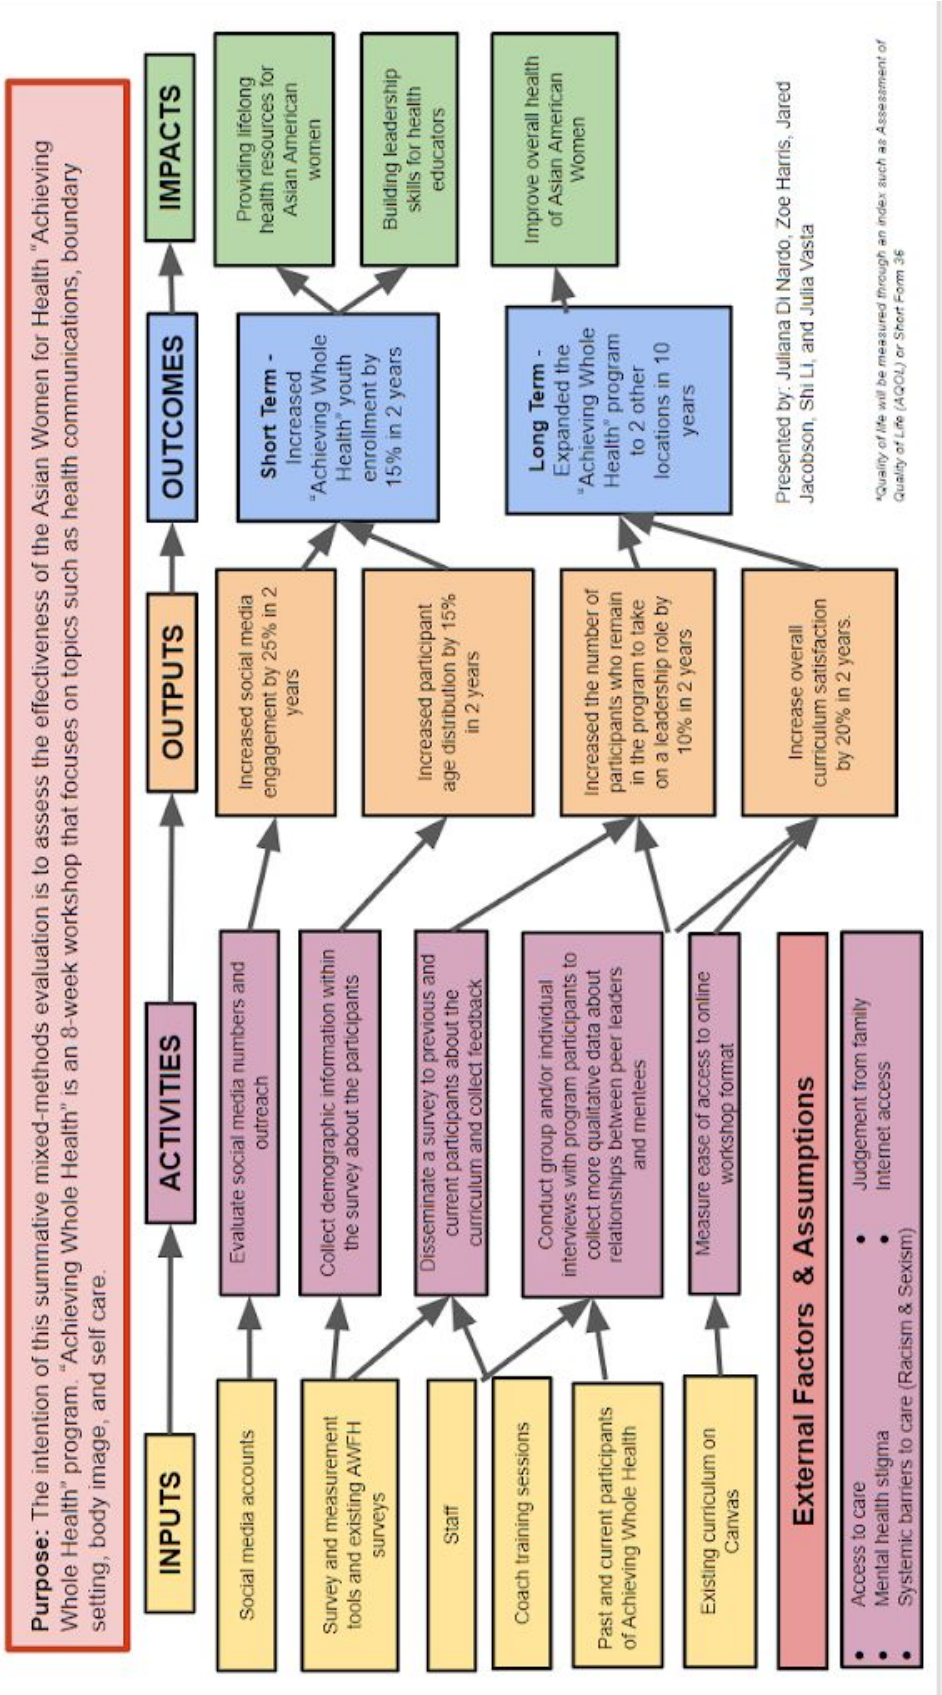 Purpose: The intention of this summative mixed-methods evaluation is to assess the effectiveness of the Asian Women for Health “Achieving
Whole Health” program. “Achieving Whole Health” is an 8-week workshop that focuses on topics such as health communications, boundary
setting, body image, and self care.
INPUTS
ACTIVITIES
OUTPUTS
OUTCOMES
IMPACTS
Social media accounts
Survey and measurement
tools and existing AWFH
surveys
Staff
Coach training sessions
Past and current participants
of Achieving Whole Health
Existing curriculum on
Canvas
Evaluate social media numbers and
outreach
Collect demographic information within
the survey about the participants
Disseminate a survey to previous and
current participants about the
curriculum and collect feedback
Conduct group and/or individual
interviews with program participants to
collect more qualitative data about
relationships between peer leaders
and mentees
Measure ease of access to online
workshop format
Increased social media
engagement by 25% in 2
years
Increased participant
age distribution by 15%
in 2 years
Increased the number of
participants who remain
in the program to take
on a leadership role by
10% in 2 years
Increase overall
curriculum satisfaction
by 20% in 2 years.
Short Term -
Increased
“Achieving Whole
Health” youth
enrollment by
15% in 2 years
Long Term -
Expanded the
“Achieving Whole
Health” program
to 2 other
locations in 10
years
Providing lifelong
health resources for
Asian American
women
Building leadership
skills for health
educators
Improve overall health
of Asian American
Women
External Factors & Assumptions
• Access to care
• Mental health stigma
• Systemic barriers to care (Racism & Sexism)
• Judgement from family
• Internet access
Presented by: Juliana Di Nardo, Zoe Harris, Jared
Jacobson, Shi Li, and Julia Vasta
*Quality of life will be measured through an index such as Assessment of
Quality of Life (AQOL) or Short Form 36